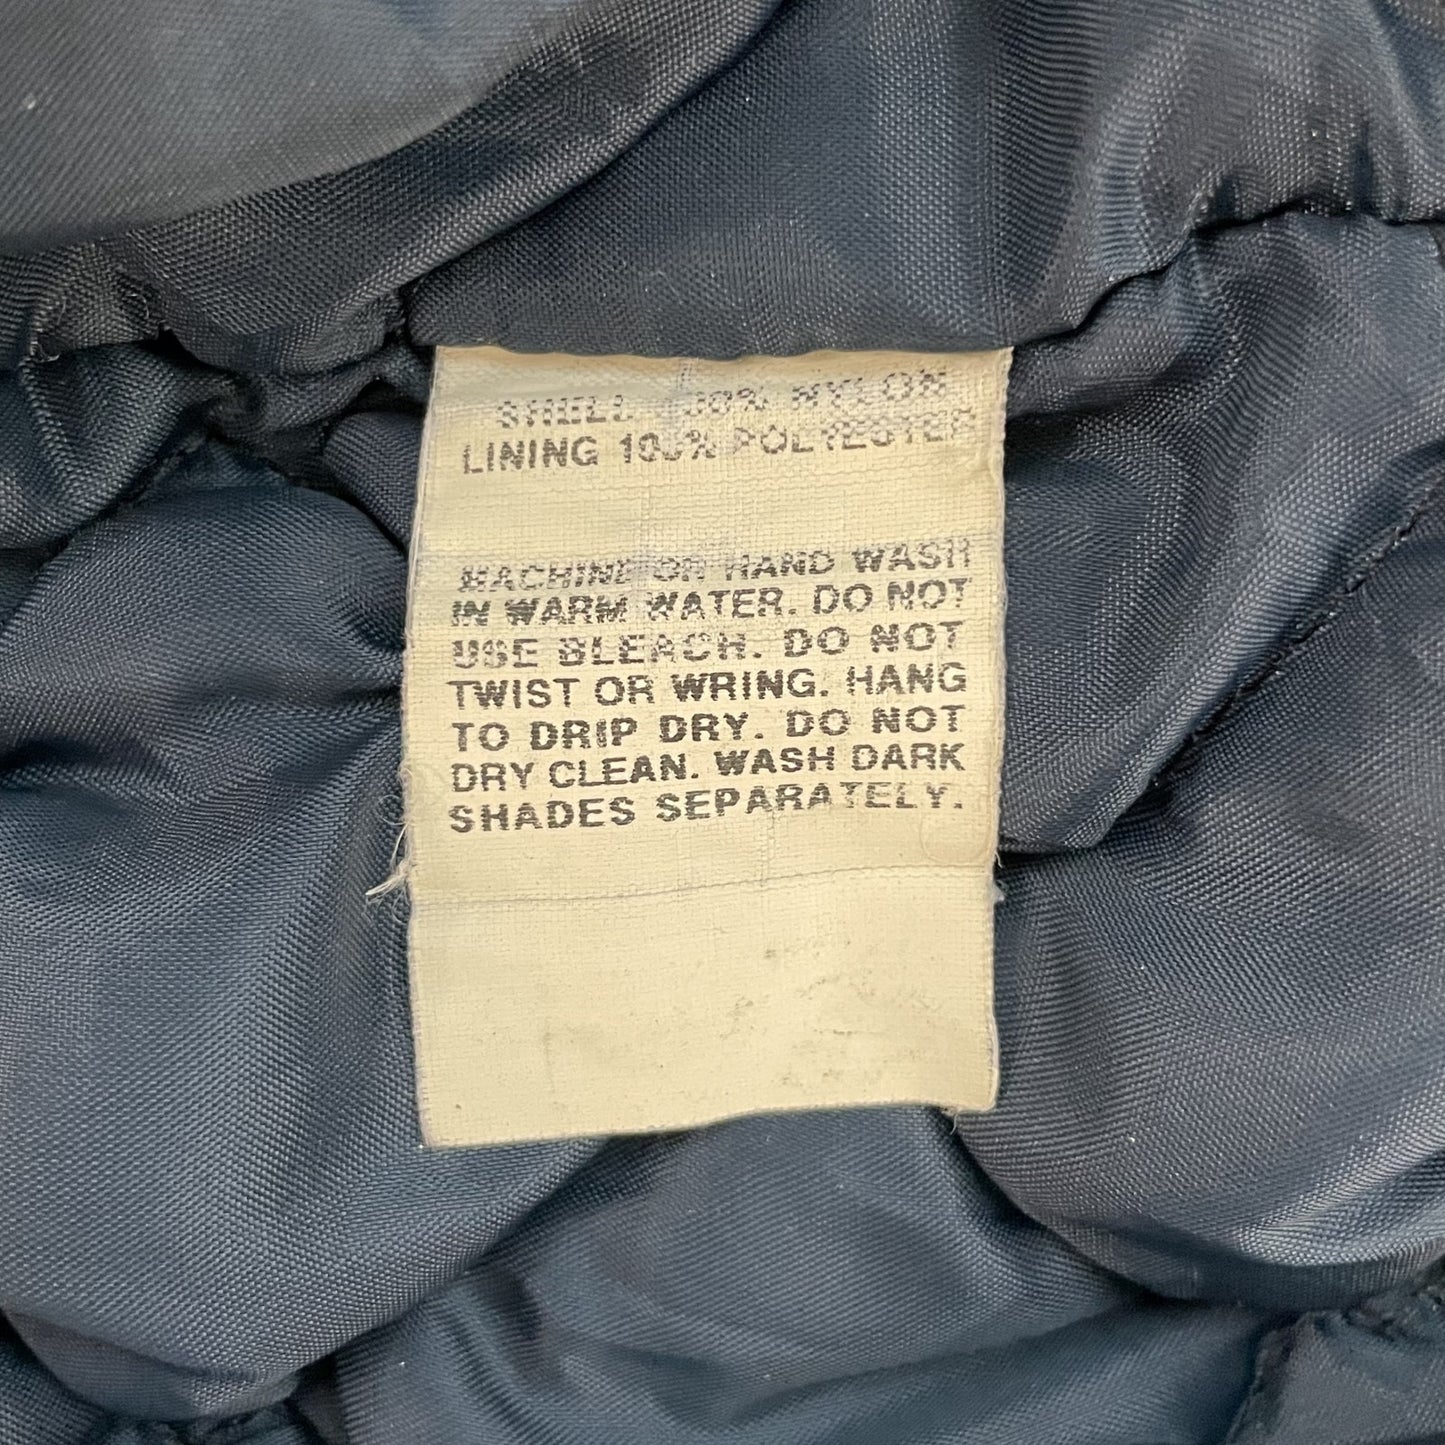 SHELL 100% NYLON
LINING 100% POLYESTER
MACHINE OR HAND WASH
IN WARM WATER. DO NOT
USE BLEACH. DO NOT
TWIST OR WRING. HANG
TO DRIP DRY. DO NOT
DRY CLEAN. WASH DARK
SHADES SEPARATELY.